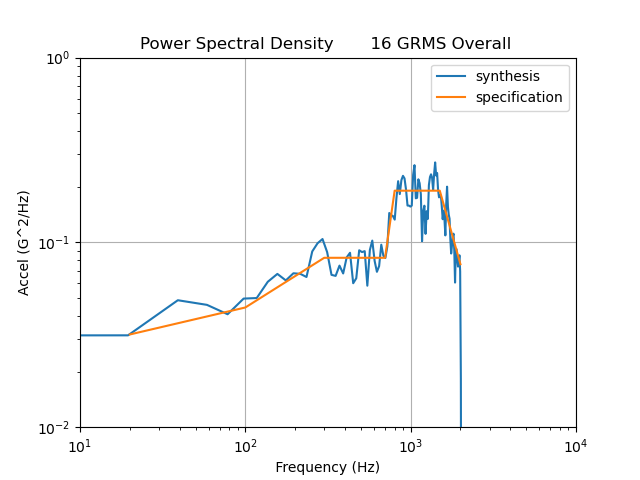 Power Spectral Density 16 GRMS Overall
synthesis
specification
Accel (G^2/Hz)
10^0
10^-1
10^-2
10^1 10^2 10^3 10^4
Frequency (Hz)